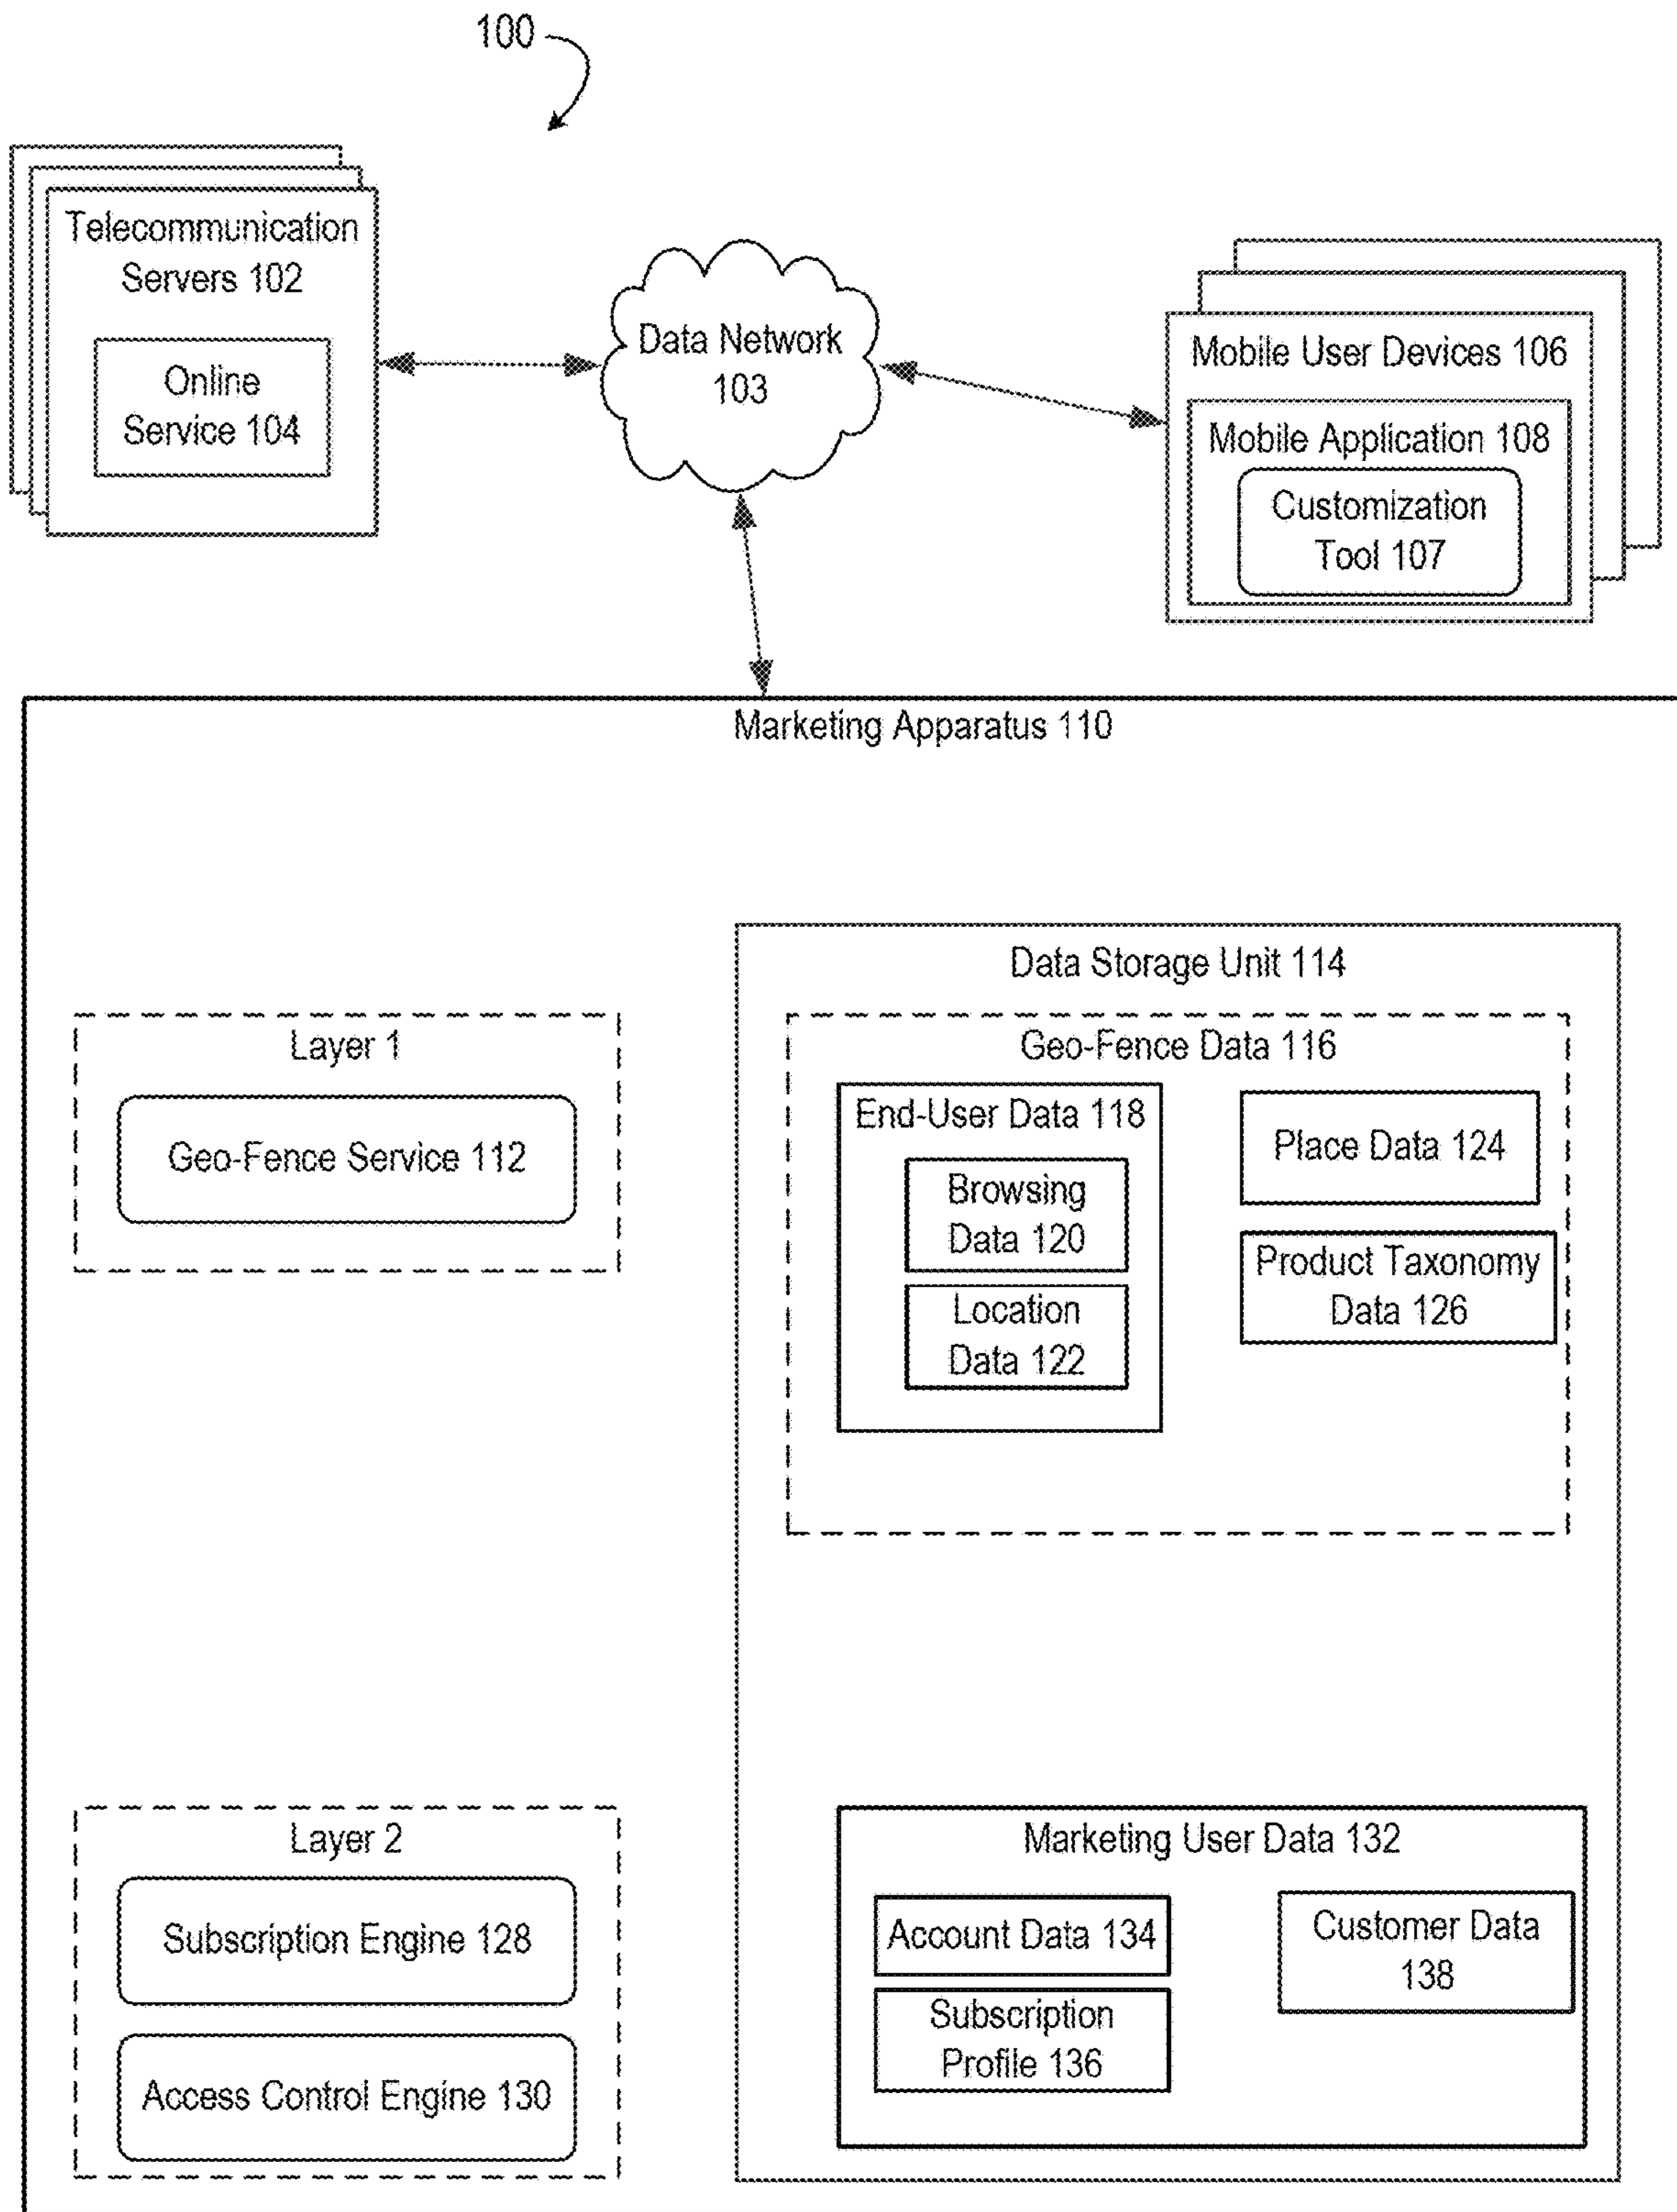 100
Telecommunication
Servers 102
Online
Service 104
Data Network
103
Mobile User Devices 106
Mobile Application 108
Customization
Tool 107
Marketing Apparatus 110
Data Storage Unit 114
Layer 1
Geo-Fence Service 112
Geo-Fence Data 116
End-User Data 118
Browsing
Data 120
Location
Data 122
Place Data 124
Product Taxonomy
Data 126
Layer 2
Subscription Engine 128
Access Control Engine 130
Marketing User Data 132
Account Data 134
Subscription
Profile 136
Customer Data
138